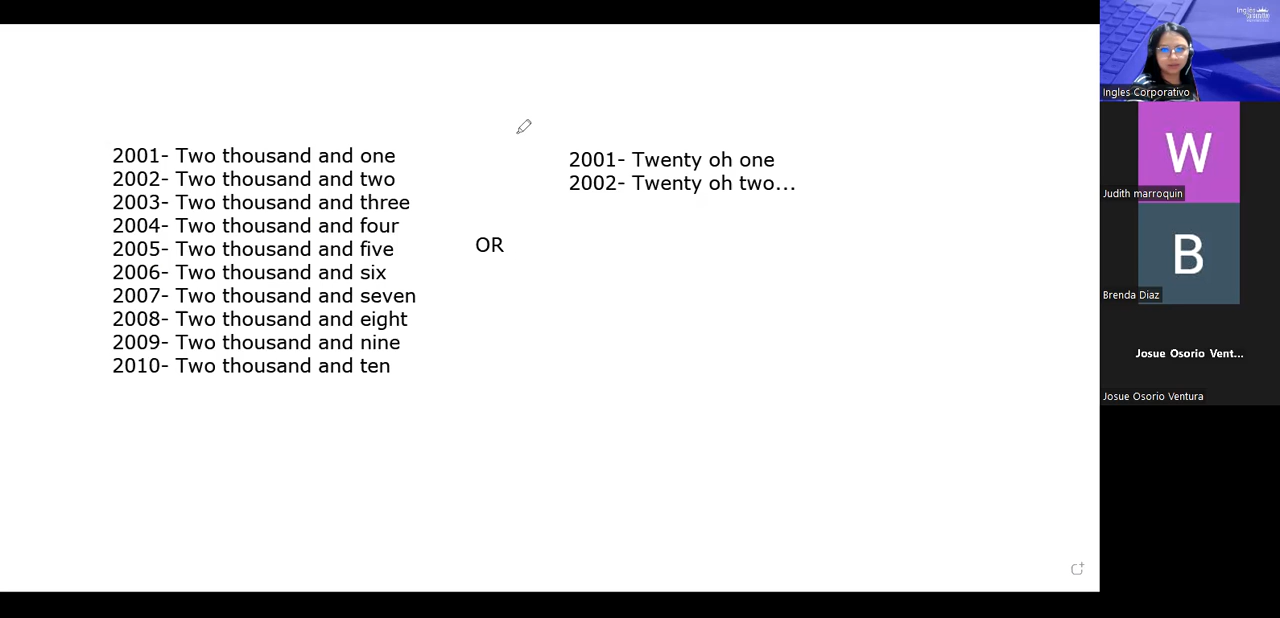 2001- Two thousand and one
2002- Two thousand and two
2003- Two thousand and three
2004- Two thousand and four
2005- Two thousand and five
2006- Two thousand and six
2007- Two thousand and seven
2008- Two thousand and eight
2009- Two thousand and nine
2010- Two thousand and ten
OR
2001- Twenty oh one
2002- Twenty oh two...
Ingles
Ingles Corporativo
W
Judith marroquin
B
Brenda Diaz
Josue Osorio Vent...
Josue Osorio Ventura